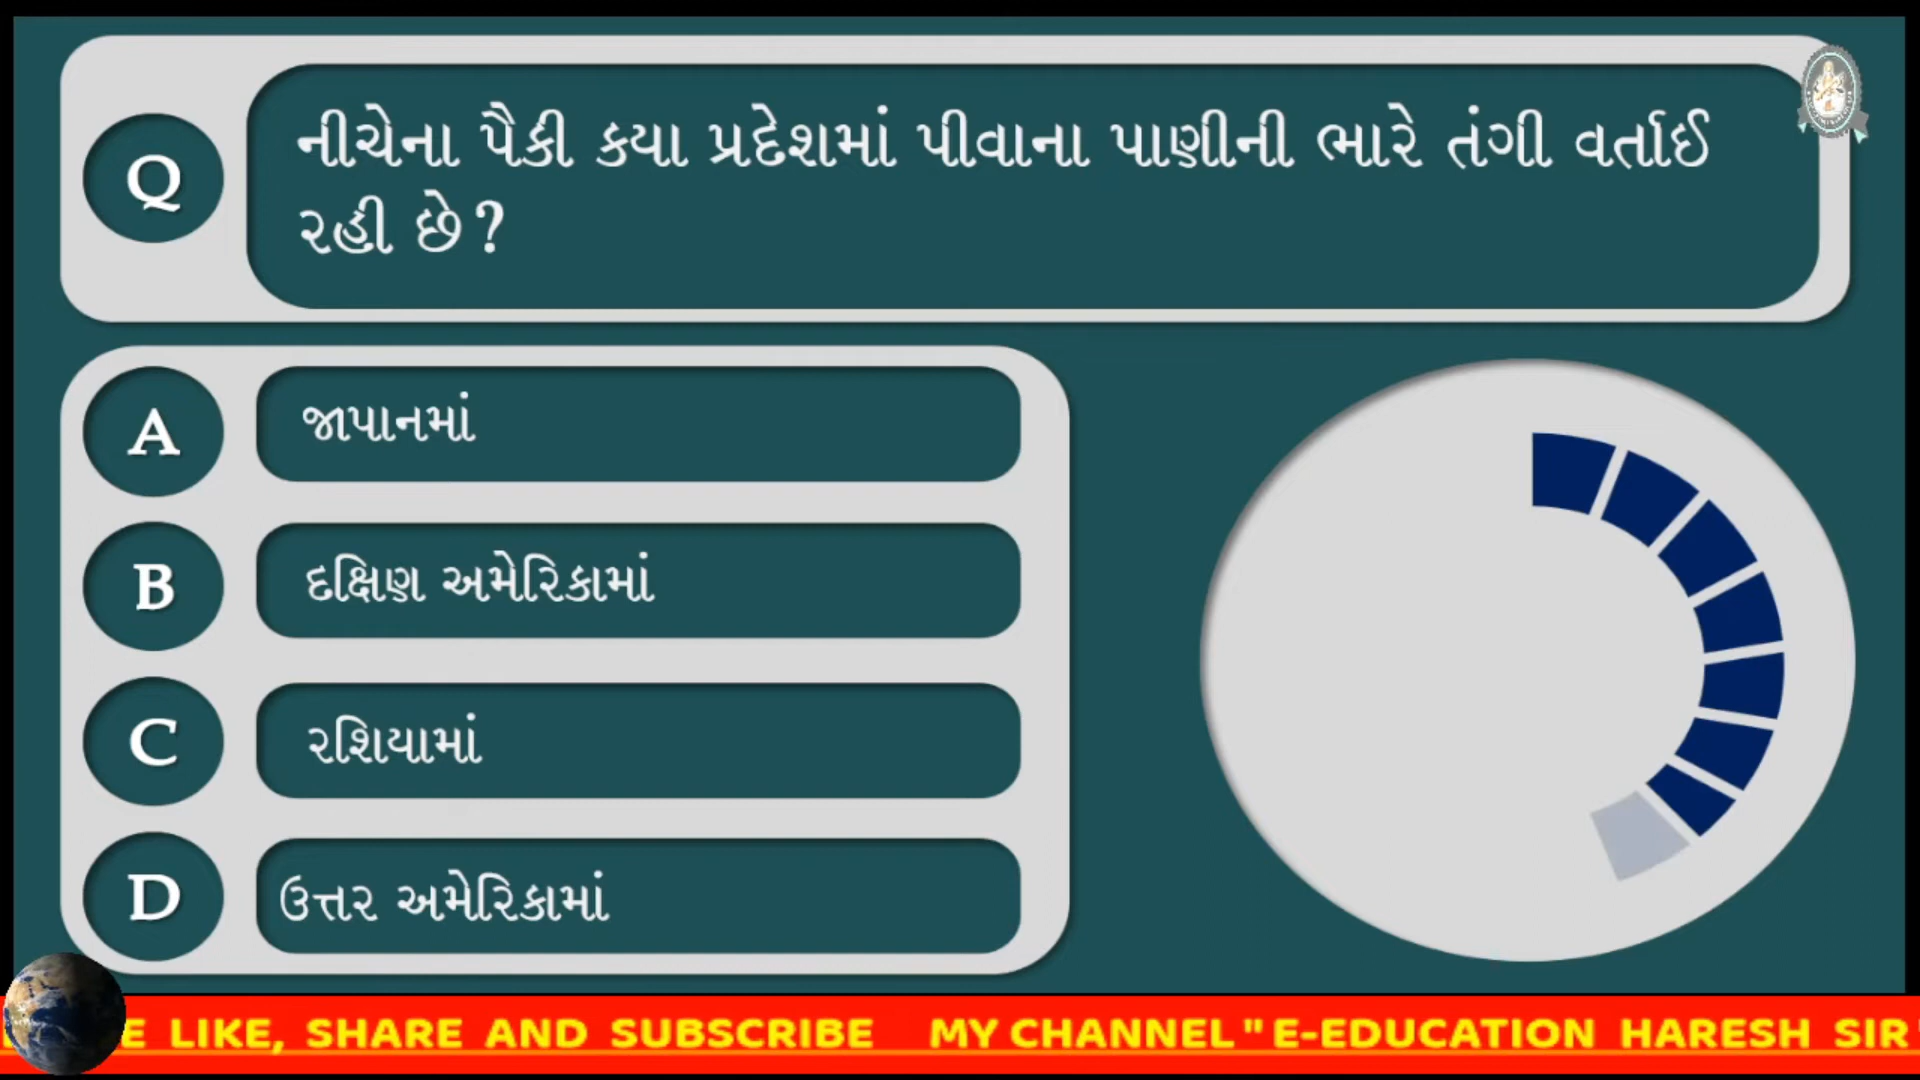 Q
નીચેના પૈકી કયા પ્રદેશમાં પીવાના પાણીની ભારે તંગી વર્તાઈ
રહી છે?
A
જાપાનમાં
B
દક્ષિણ અમેરિકામાં
C
રશિયામાં
D
ઉત્તર અમેરિકામાં
E LIKE, SHARE AND SUBSCRIBE MY CHANNEL " E-EDUCATION HARESH SIR "